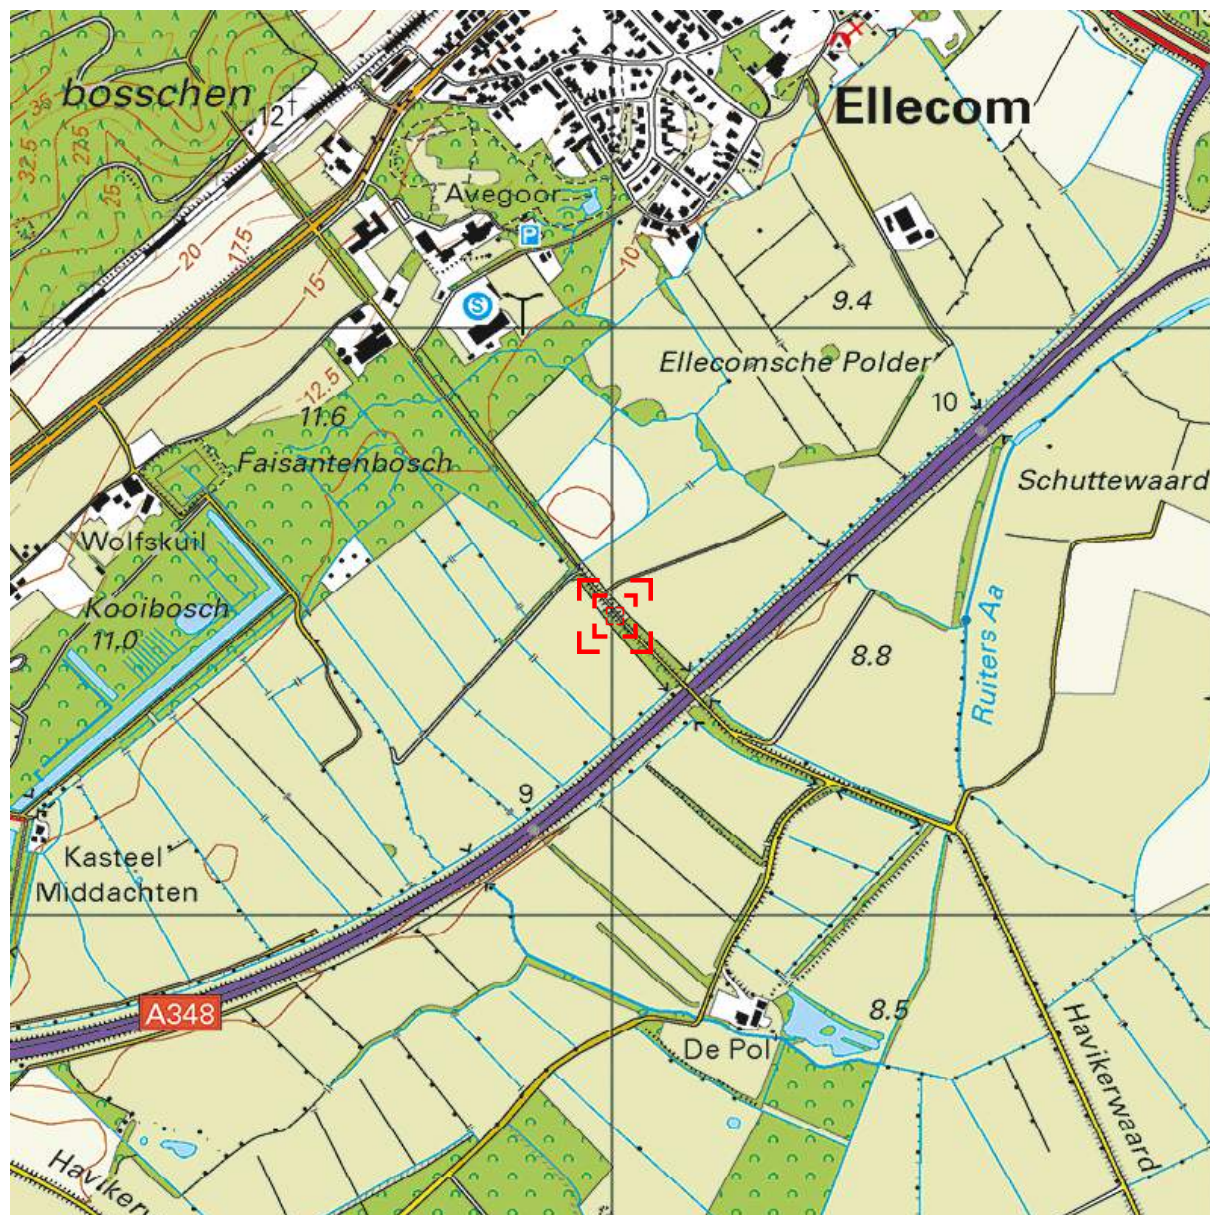 bosschen
12
Ellecom
35
32.5
27.5
25
Avegoor
P
20
17.5
15
10
S
9.4
Ellecomsche Polder
12.5
11.6
10
Faisantenbosch
Schuttewaard
Wolfskuil
Kooibosch
11,0
8.8
Ruiters Aa
9
Kasteel
Middachten
A348
8.5
De Pol
Havikerwaard